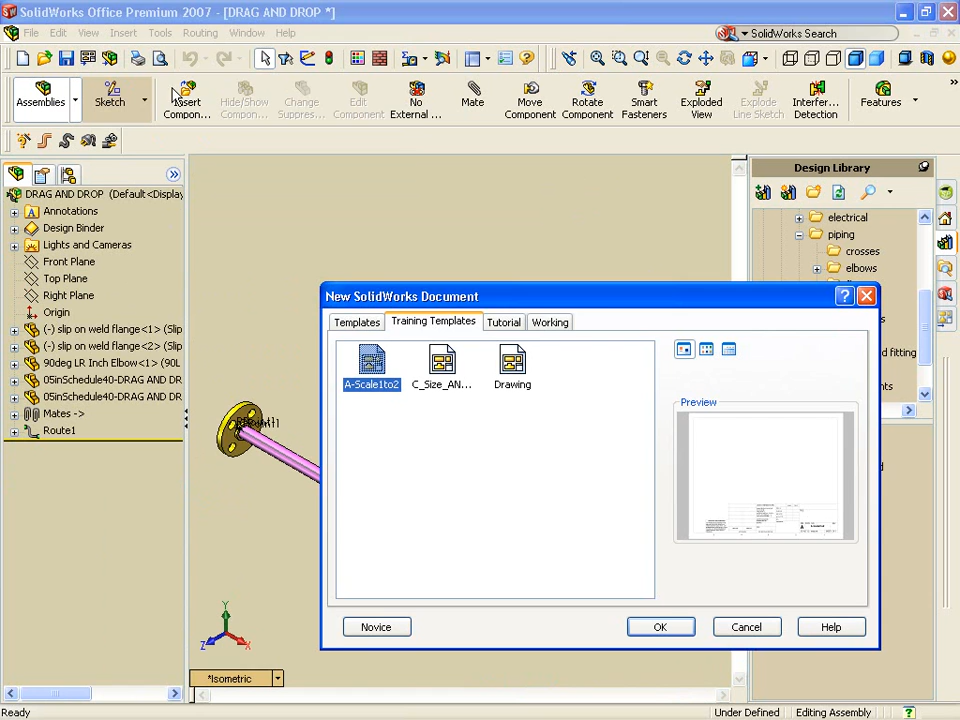 SolidWorks Office Premium 2007 - [DRAG AND DROP *]
File Edit View Insert Tools Routing Window Help
SolidWorks Search
Assemblies
Sketch
Insert Compon...
Hide/Show Compon...
Change Suppres...
Edit Component
No External ...
Mate
Move Component
Rotate Component
Smart Fasteners
Exploded View
Explode Line Sketch
Interfer... Detection
Features
DRAG AND DROP (Default<Display
Annotations
Design Binder
Lights and Cameras
Front Plane
Top Plane
Right Plane
Origin
(-) slip on weld flange<1> (Slip
(-) slip on weld flange<2> (Slip
90deg LR Inch Elbow<1> (90L
05inSchedule40-DRAG AND DR
05inSchedule40-DRAG AND DR
Mates ->
Route1
*Isometric
Y
Z
X
Design Library
electrical
piping
crosses
elbows
d fitting
New SolidWorks Document
Templates
Training Templates
Tutorial
Working
A-Scale1to2
C_Size_AN...
Drawing
Preview
Novice
OK
Cancel
Help
Ready
Under Defined
Editing Assembly